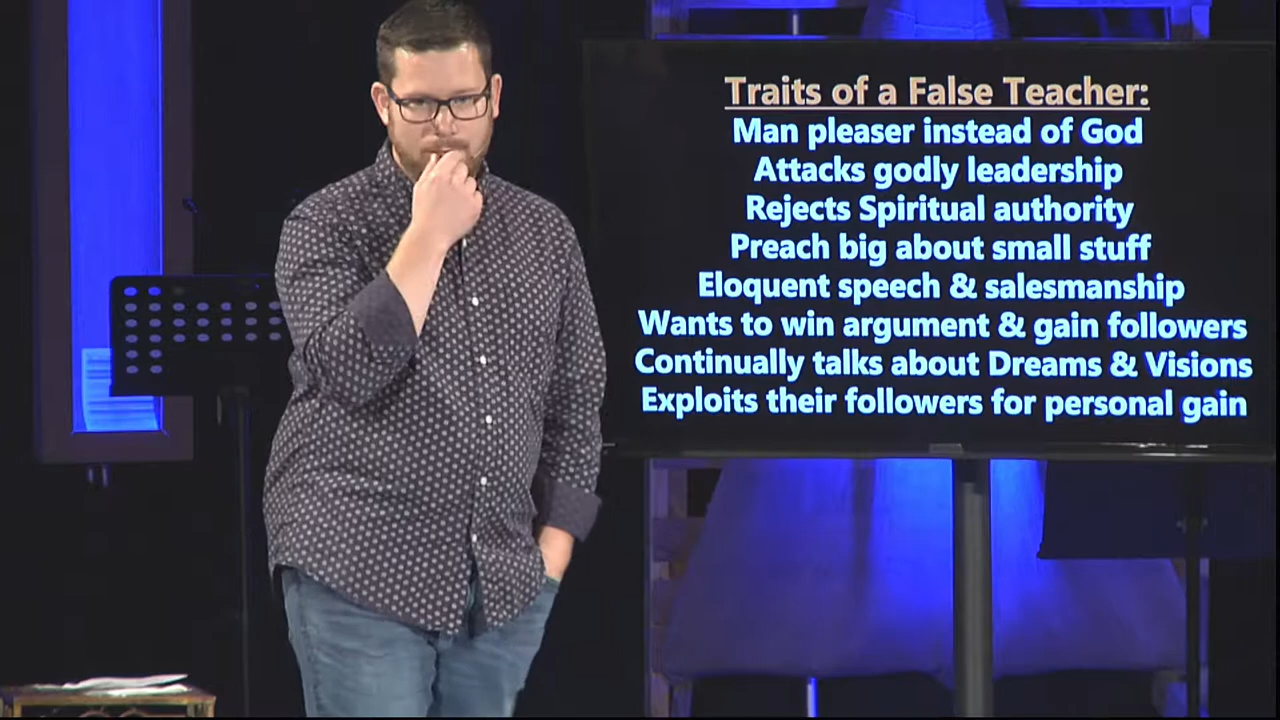 Traits of a False Teacher:
Man pleaser instead of God
Attacks godly leadership
Rejects Spiritual authority
Preach big about small stuff
Eloquent speech & salesmanship
Wants to win argument & gain followers
Continually talks about Dreams & Visions
Exploits their followers for personal gain